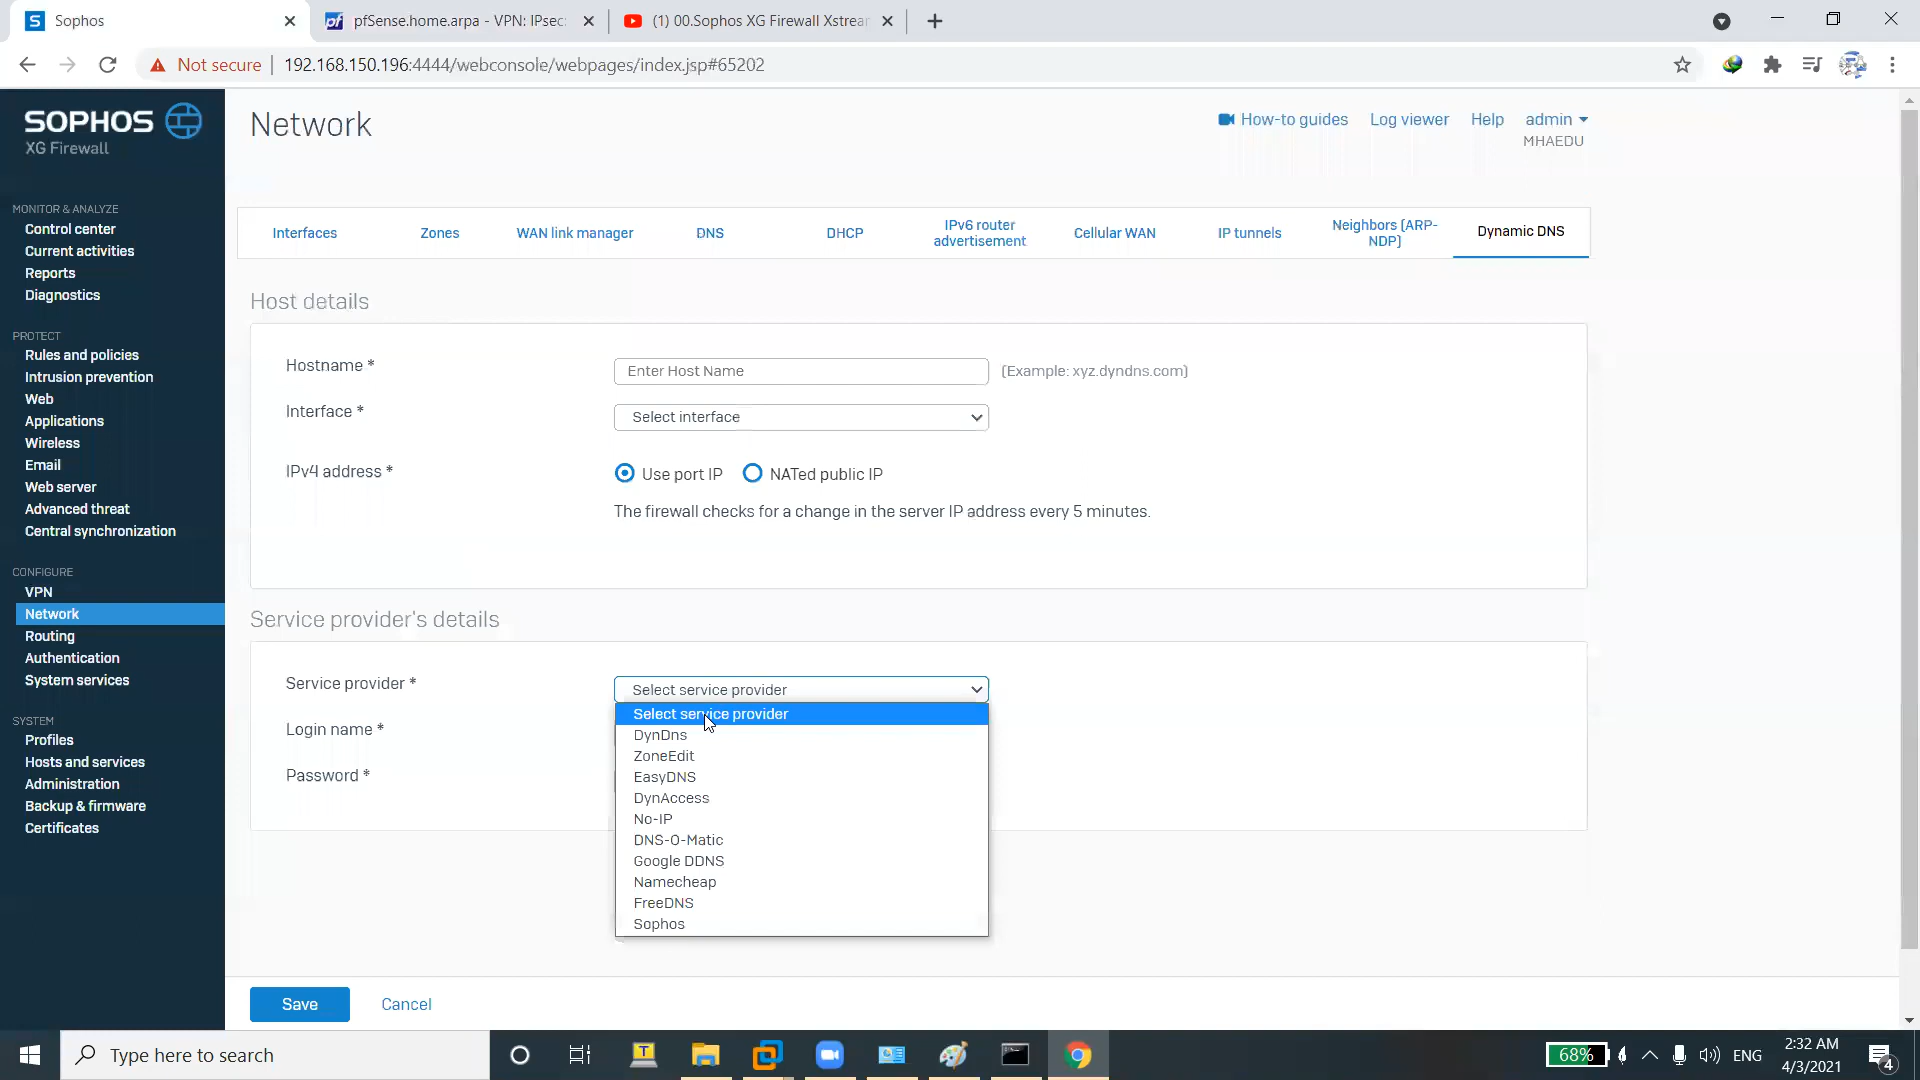 Sophos
pfSense.home.arpa - VPN: IPsec:
(1) 00.Sophos XG Firewall Xstrear
Not secure
192.168.150.196:4444/webconsole/webpages/index.jsp#65202
SOPHOS
XG Firewall
Network
How-to guides
Log viewer
Help
admin
MHAEDU
MONITOR & ANALYZE
Control center
Current activities
Reports
Diagnostics
PROTECT
Rules and policies
Intrusion prevention
Web
Applications
Wireless
Email
Web server
Advanced threat
Central synchronization
CONFIGURE
VPN
Network
Routing
Authentication
System services
SYSTEM
Profiles
Hosts and services
Administration
Backup & firmware
Certificates
Interfaces
Zones
WAN link manager
DNS
DHCP
IPv6 router
advertisement
Cellular WAN
IP tunnels
Neighbors (ARP-
NDP)
Dynamic DNS
Host details
Hostname *
Enter Host Name
(Example: xyz.dyndns.com)
Interface *
Select interface
IPv4 address *
Use port IP
NATed public IP
The firewall checks for a change in the server IP address every 5 minutes.
Service provider's details
Service provider *
Select service provider
Login name *
Password *
Select service provider
DynDns
ZoneEdit
EasyDNS
DynAccess
No-IP
DNS-O-Matic
Google DDNS
Namecheap
FreeDNS
Sophos
Save
Cancel
Type here to search
68%
ENG
2:32 AM
4/3/2021
4